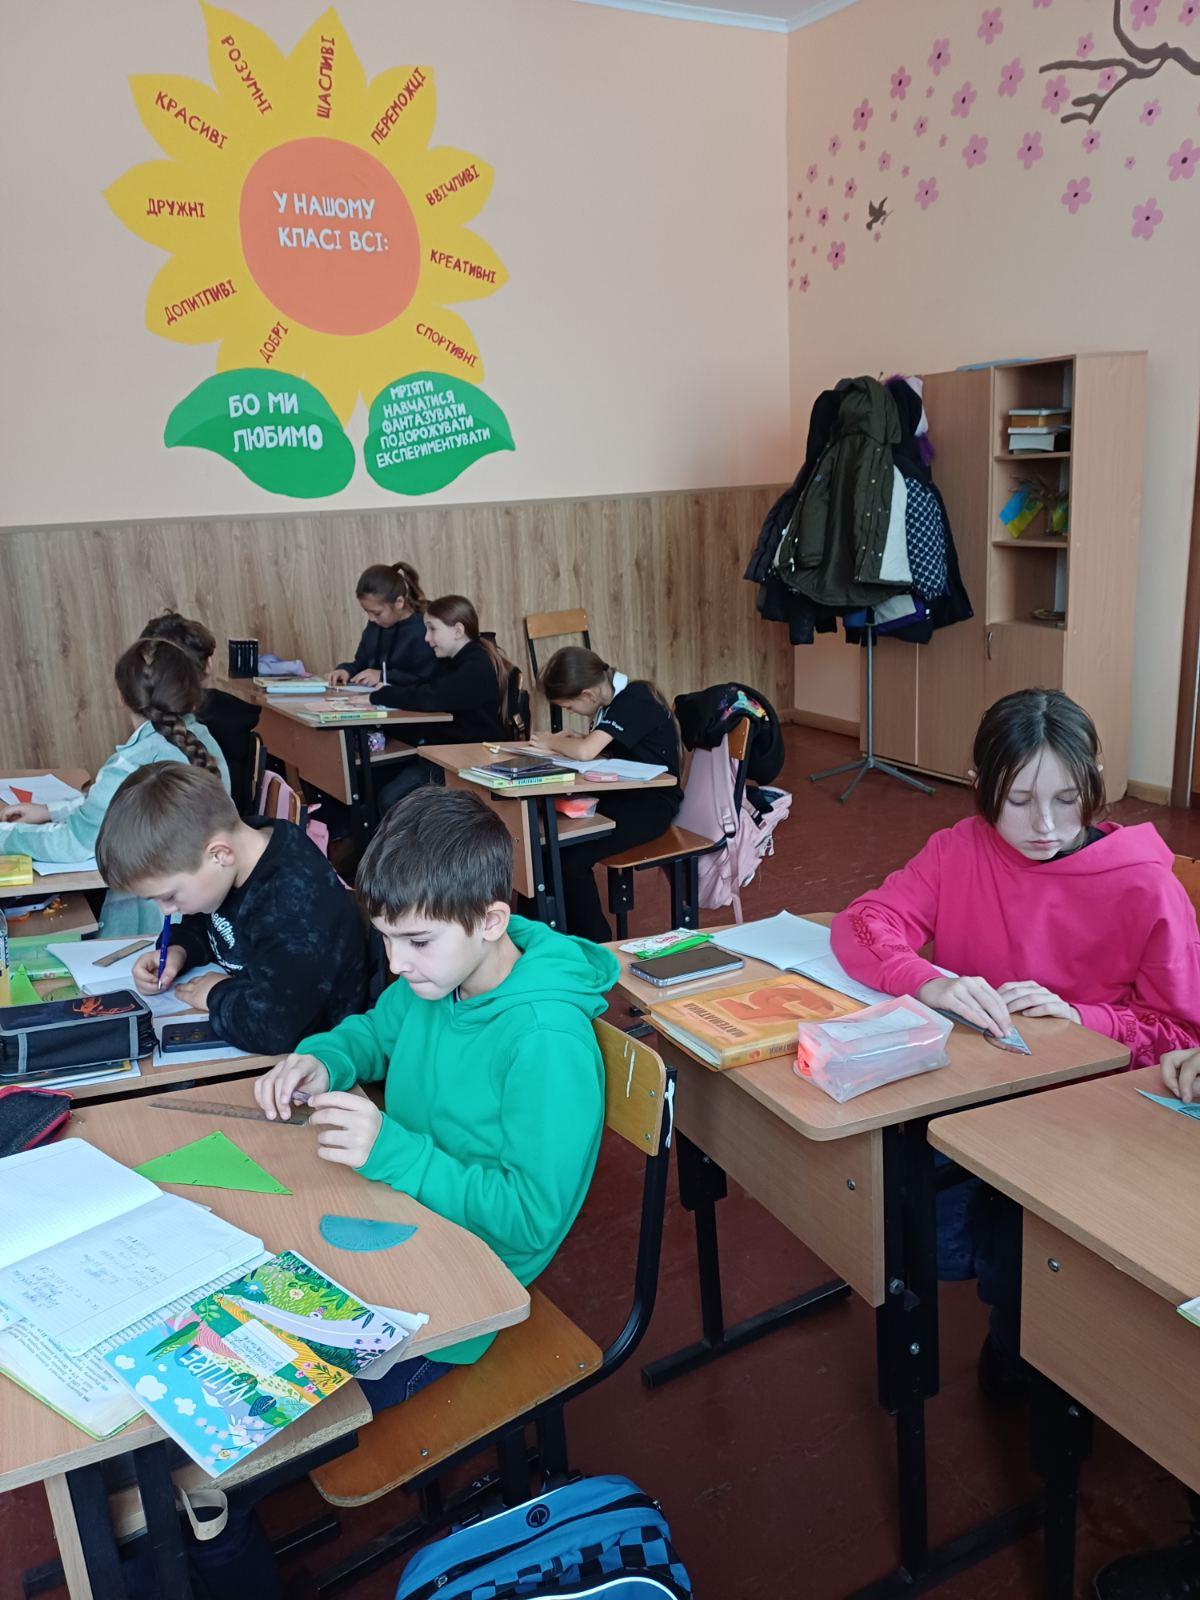 РОЗУМНІ
ЩАСЛИВІ
ПЕРЕМОЖЦІ
КРАСИВІ
ВВІЧЛИВІ
ДРУЖНІ
У НАШОМУ
КЛАСІ ВСІ:
КРЕАТИВНІ
ДОПИТЛИВІ
ДОБРІ
СПОРТИВНІ
БО МИ
ЛЮБИМО
МРІЯТИ
НАВЧАТИСЯ
ФАНТАЗУВАТИ
ПОДОРОЖУВАТИ
ЕКСПЕРИМЕНТУВАТИ
5
МАТЕМАТИКА
NATURE